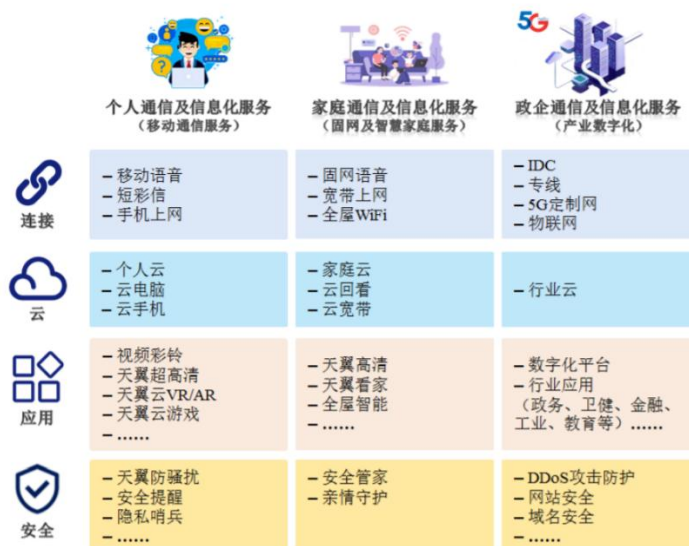 5G
个人通信及信息化服务
（移动通信服务）
家庭通信及信息化服务
（固网及智慧家庭服务）
政企通信及信息化服务
（产业数字化）
连接
– 移动语音
– 短彩信
– 手机上网
– 固网语音
– 宽带上网
– 全屋WiFi
– IDC
– 专线
– 5G定制网
– 物联网
云
– 个人云
– 云电脑
– 云手机
– 家庭云
– 云回看
– 云宽带
– 行业云
应用
– 视频彩铃
– 天翼超高清
– 天翼云VR/AR
– 天翼云游戏
– ……
– 天翼高清
– 天翼看家
– 全屋智能
– ……
– 数字化平台
– 行业应用
（政务、卫健、金融、
工业、教育等）……
安全
– 天翼防骚扰
– 安全提醒
– 隐私哨兵
– ……
– 安全管家
– 亲情守护
– DDoS攻击防护
– 网站安全
– 域名安全
– ……